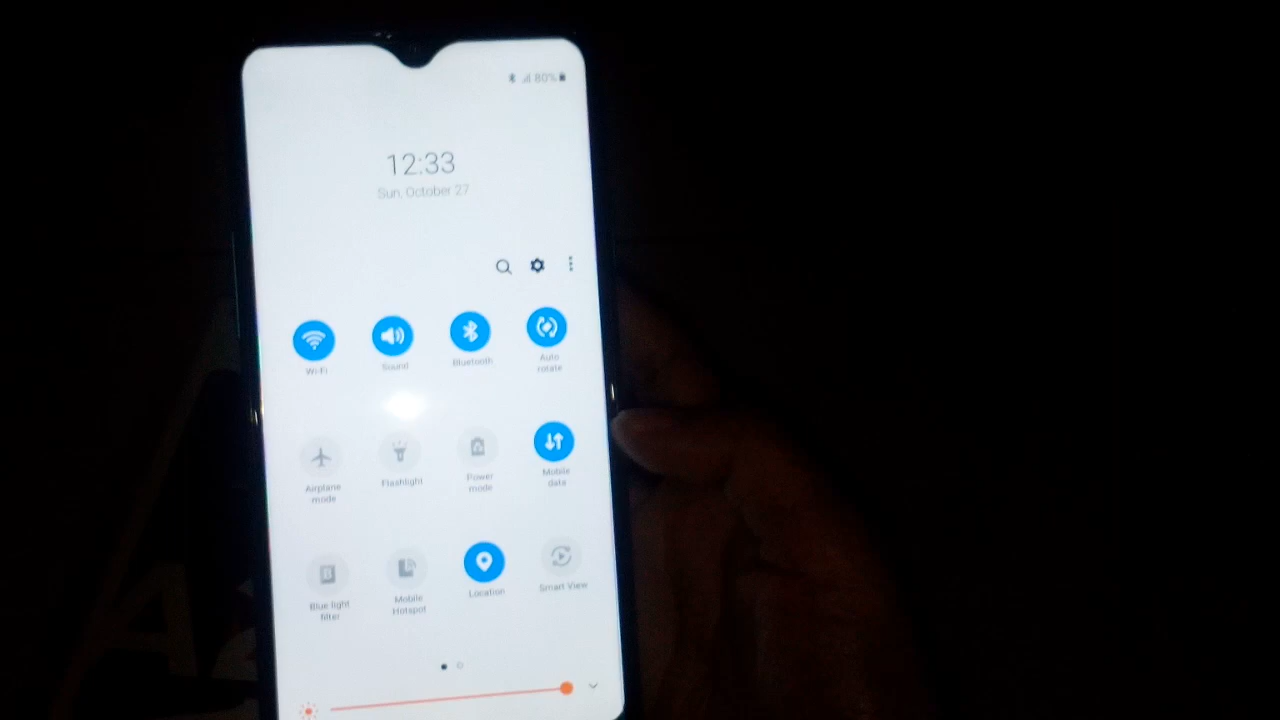 80%
12:33
Sun, October 27
Wi-Fi
Sound
Bluetooth
Auto
rotate
Airplane
mode
Flashlight
Power
mode
Mobile
data
Blue light
filter
Mobile
Hotspot
Location
Smart View